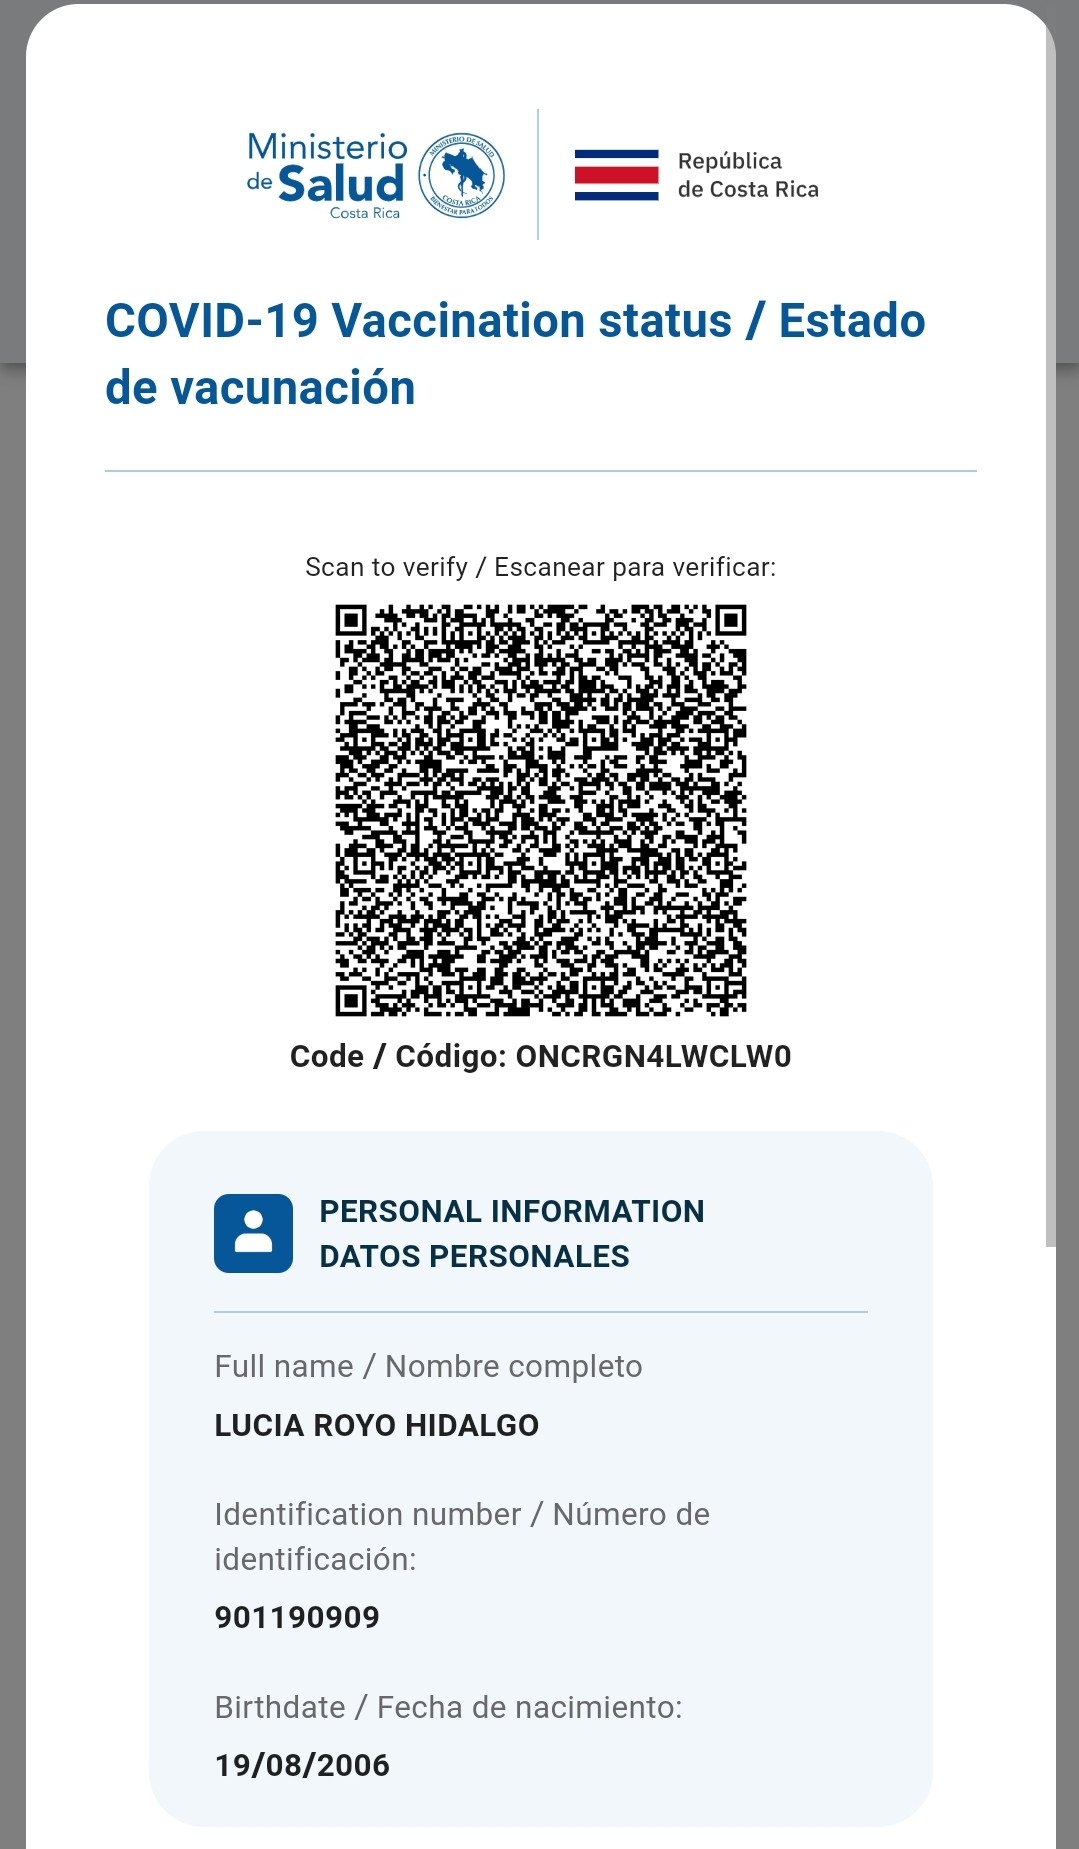 Ministerio
de Salud
Costa Rica
MINISTERIO DE SALUD
COSTA RICA
BIENESTAR PARA TODOS
República
de Costa Rica
COVID-19 Vaccination status / Estado
de vacunación
Scan to verify / Escanear para verificar:
Code / Código: ONCRGN4LWCLW0
PERSONAL INFORMATION
DATOS PERSONALES
Full name / Nombre completo
LUCIA ROYO HIDALGO
Identification number / Número de
identificación:
901190909
Birthdate / Fecha de nacimiento:
19/08/2006